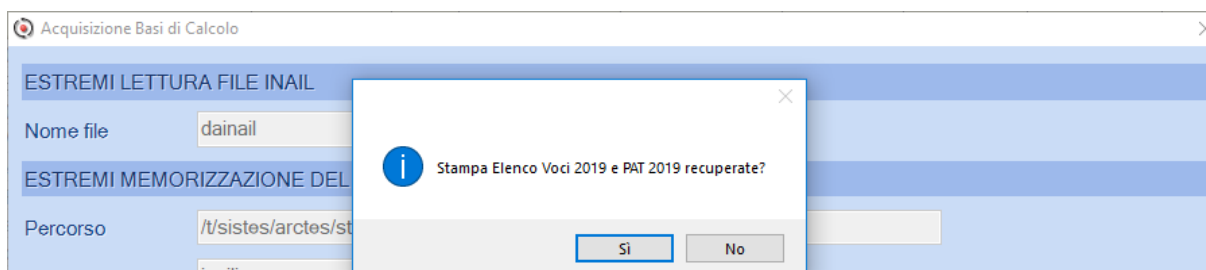 Acquisizione Basi di Calcolo
ESTREMI LETTURA FILE INAIL
Nome file dainail
Stampa Elenco Voci 2019 e PAT 2019 recuperate?
ESTREMI MEMORIZZAZIONE DEL
Percorso /t/sistes/arctes/st
Sì No